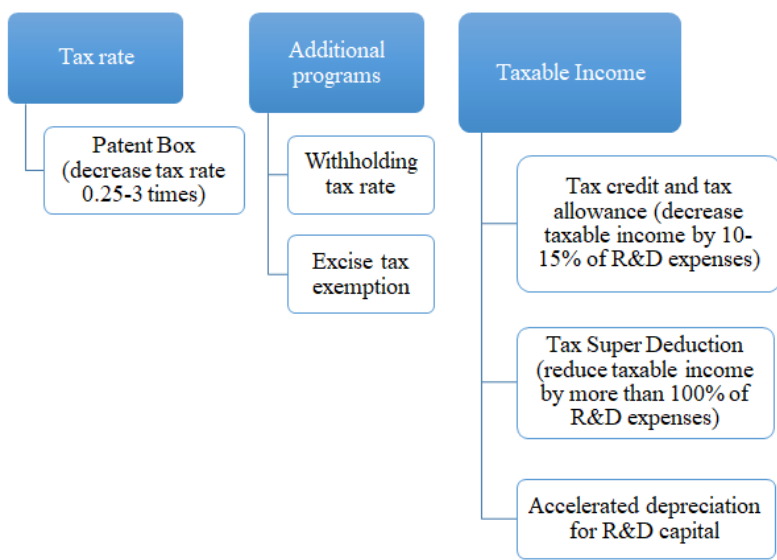 Tax rate
Patent Box
(decrease tax rate
0.25-3 times)
Additional
programs
Withholding
tax rate
Excise tax
exemption
Taxable Income
Tax credit and tax
allowance (decrease
taxable income by 10-
15% of R&D expenses)
Tax Super Deduction
(reduce taxable income
by more than 100% of
R&D expenses)
Accelerated depreciation
for R&D capital